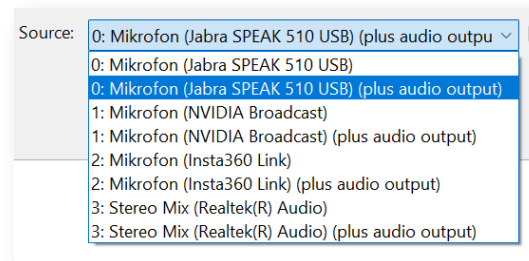 Source: 0: Mikrofon (Jabra SPEAK 510 USB) (plus audio outpu
0: Mikrofon (Jabra SPEAK 510 USB)
0: Mikrofon (Jabra SPEAK 510 USB) (plus audio output)
1: Mikrofon (NVIDIA Broadcast)
1: Mikrofon (NVIDIA Broadcast) (plus audio output)
2: Mikrofon (Insta360 Link)
2: Mikrofon (Insta360 Link) (plus audio output)
3: Stereo Mix (Realtek(R) Audio)
3: Stereo Mix (Realtek(R) Audio) (plus audio output)